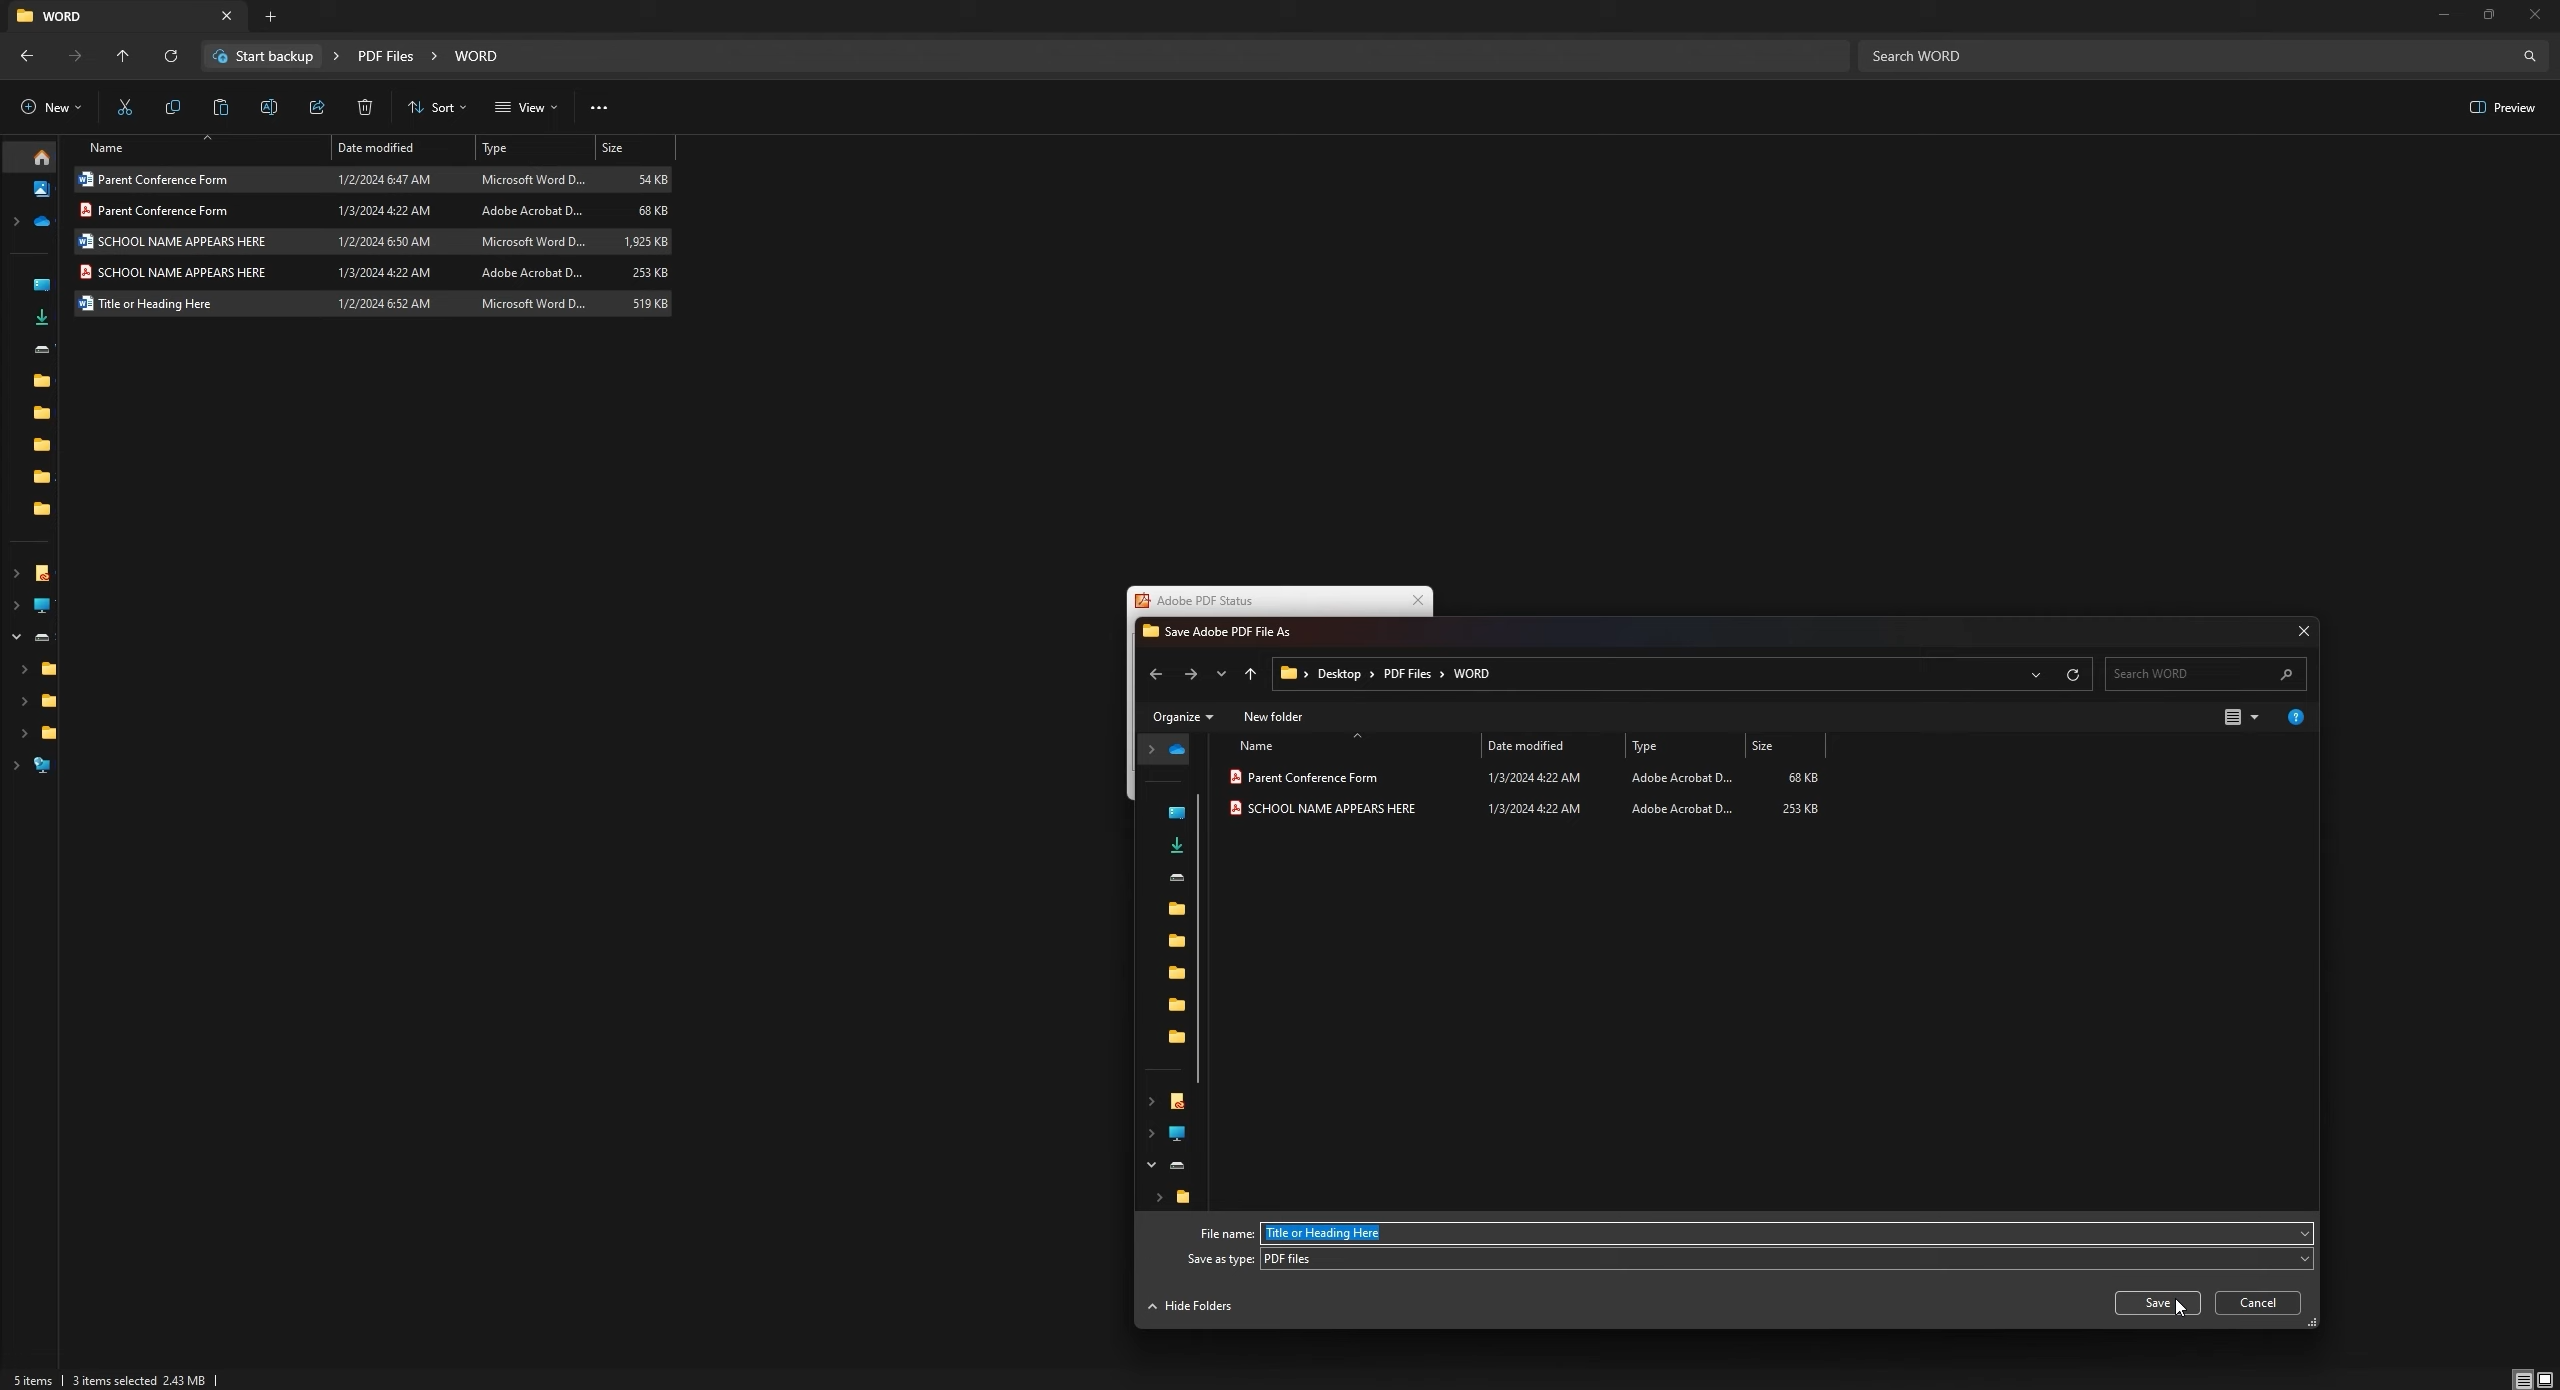 WORD
Start backup > PDF Files > WORD
Search WORD
New
Sort
View
Preview
Name Date modified Type Size
Parent Conference Form 1/2/2024 6:47 AM Microsoft Word D... 54 KB
Parent Conference Form 1/3/2024 4:22 AM Adobe Acrobat D... 68 KB
SCHOOL NAME APPEARS HERE 1/2/2024 6:50 AM Microsoft Word D... 1,925 KB
SCHOOL NAME APPEARS HERE 1/3/2024 4:22 AM Adobe Acrobat D... 253 KB
Title or Heading Here 1/2/2024 6:52 AM Microsoft Word D... 519 KB
Adobe PDF Status
Save Adobe PDF File As
Desktop > PDF Files > WORD
Search WORD
Organize New folder
Name Date modified Type Size
Parent Conference Form 1/3/2024 4:22 AM Adobe Acrobat D... 68 KB
SCHOOL NAME APPEARS HERE 1/3/2024 4:22 AM Adobe Acrobat D... 253 KB
File name: Title or Heading Here
Save as type: PDF files
Hide Folders
Save
Cancel
5 items | 3 items selected 2.43 MB |